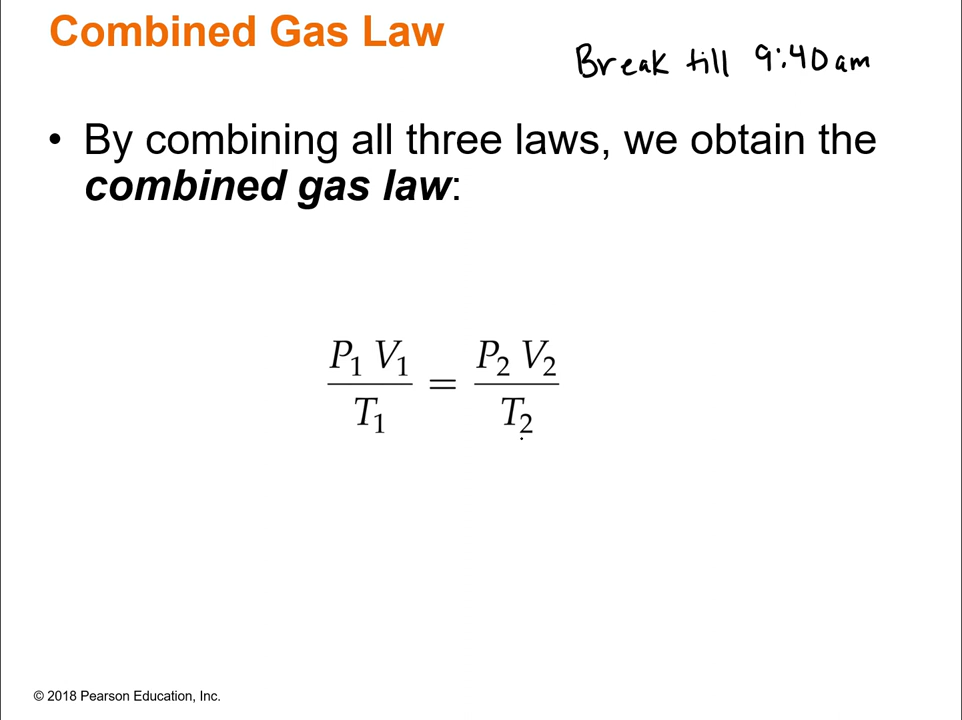 Combined Gas Law
Break till 9:40am
• By combining all three laws, we obtain the
combined gas law:
P₁ V₁ / T₁ = P₂ V₂ / T₂
© 2018 Pearson Education, Inc.